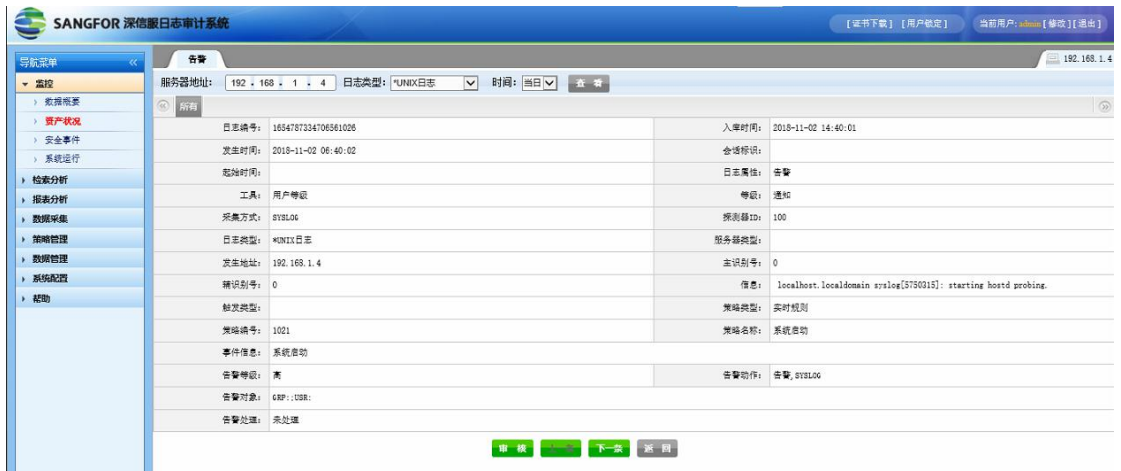 SANGFOR 深信服日志审计系统
[证书下载] [用户锁定] 当前用户: admin [修改][退出]
导航菜单 «
告警
192.168.1.4
服务器地址: 192 . 168 . 1 . 4 日志类型: *UNIX日志 时间: 当日 查 看
所有
监控
数据概要
资产状况
安全事件
系统运行
检索分析
报表分析
数据采集
策略管理
数据管理
系统配置
帮助
日志编号: 1654787334706561026 入库时间: 2018-11-02 14:40:01
发生时间: 2018-11-02 06:40:02 会话标识:
起始时间: 日志属性: 告警
工具: 用户等级 等级: 通知
采集方式: SYSLOG 探测器ID: 100
日志类型: *UNIX日志 服务器类型:
发生地址: 192.168.1.4 主识别号: 0
辅识别号: 0 信息: localhost.localdomain syslog[5750315]: starting hostd probing.
触发类型: 策略类型: 实时规则
策略编号: 1021 策略名称: 系统启动
事件信息: 系统启动
告警等级: 高 告警动作: 告警,SYSLOG
告警对象: GRP:;USR:
告警处理: 未处理
审 核 上一条 下一条 返 回